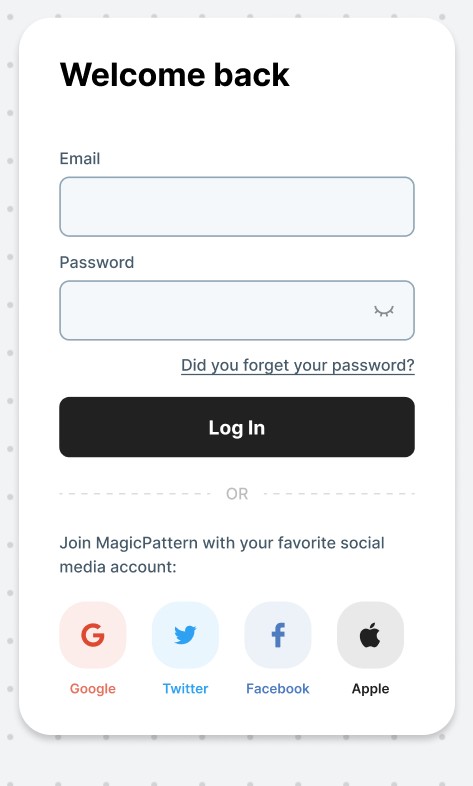 Welcome back
Email
Password
Did you forget your password?
Log In
OR
Join MagicPattern with your favorite social
media account:
Google
Twitter
Facebook
Apple